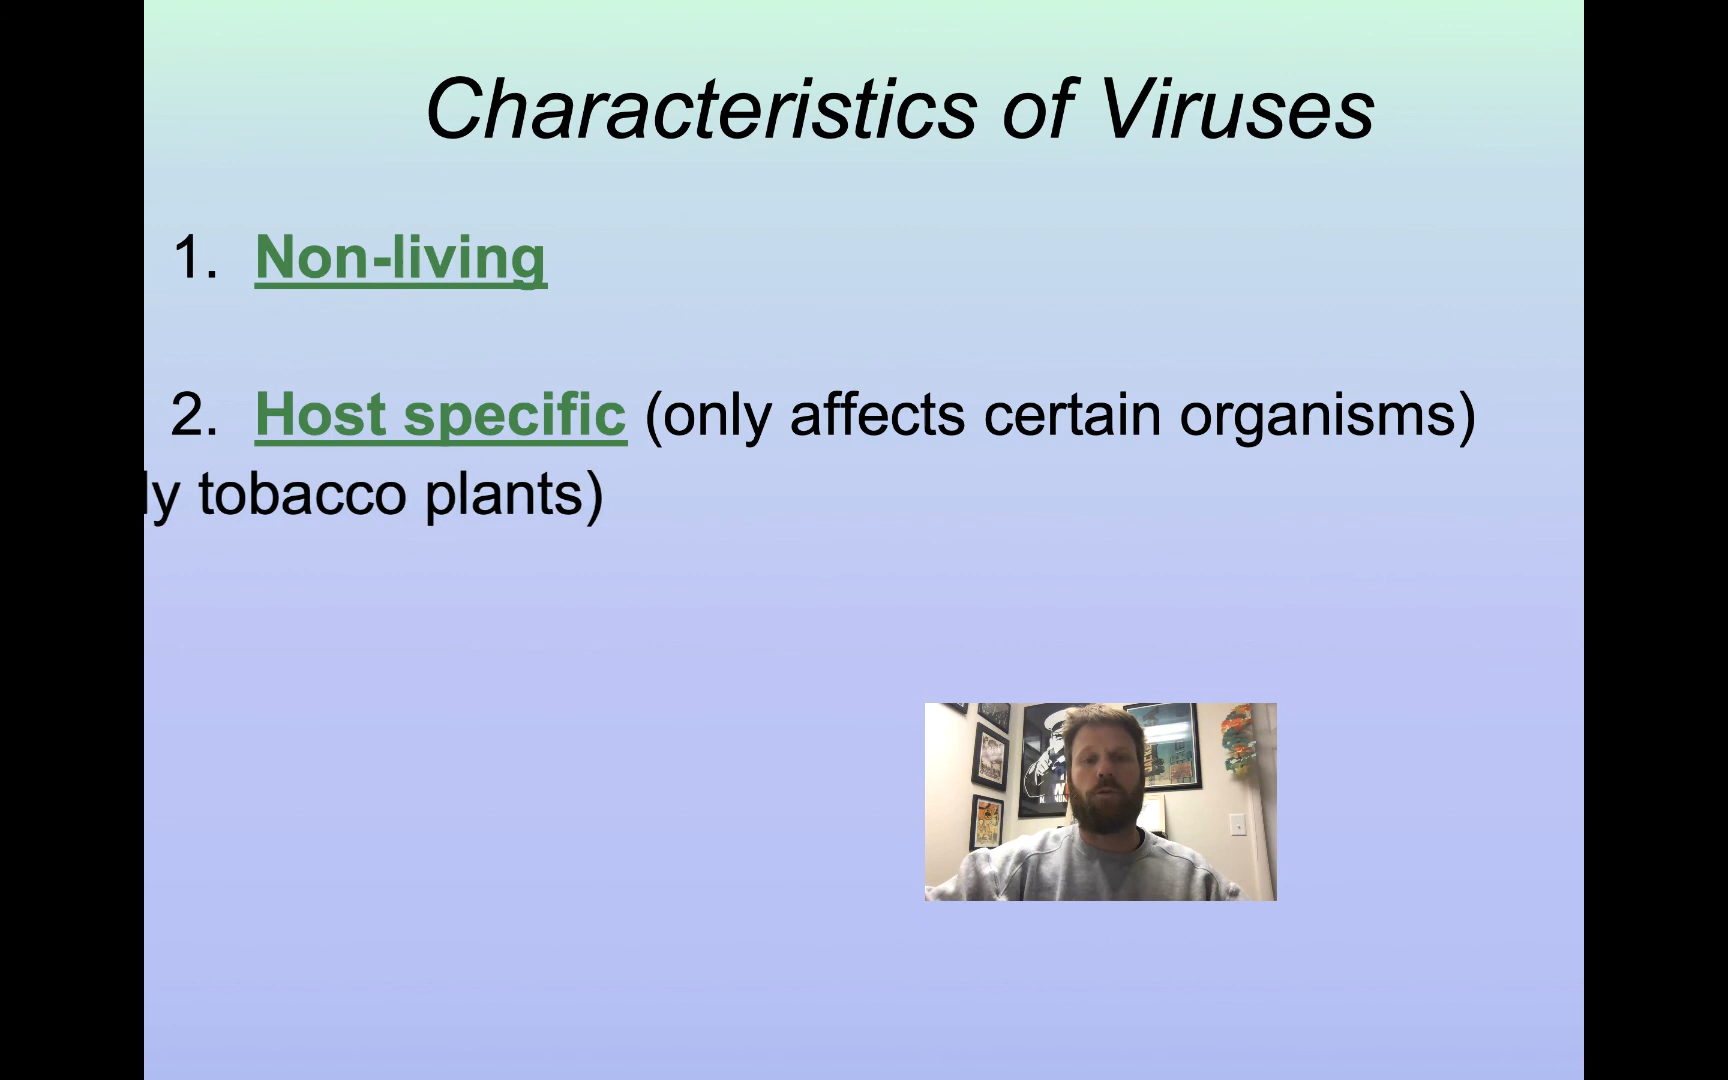 Characteristics of Viruses
1. Non-living
2. Host specific (only affects certain organisms)
ly tobacco plants)